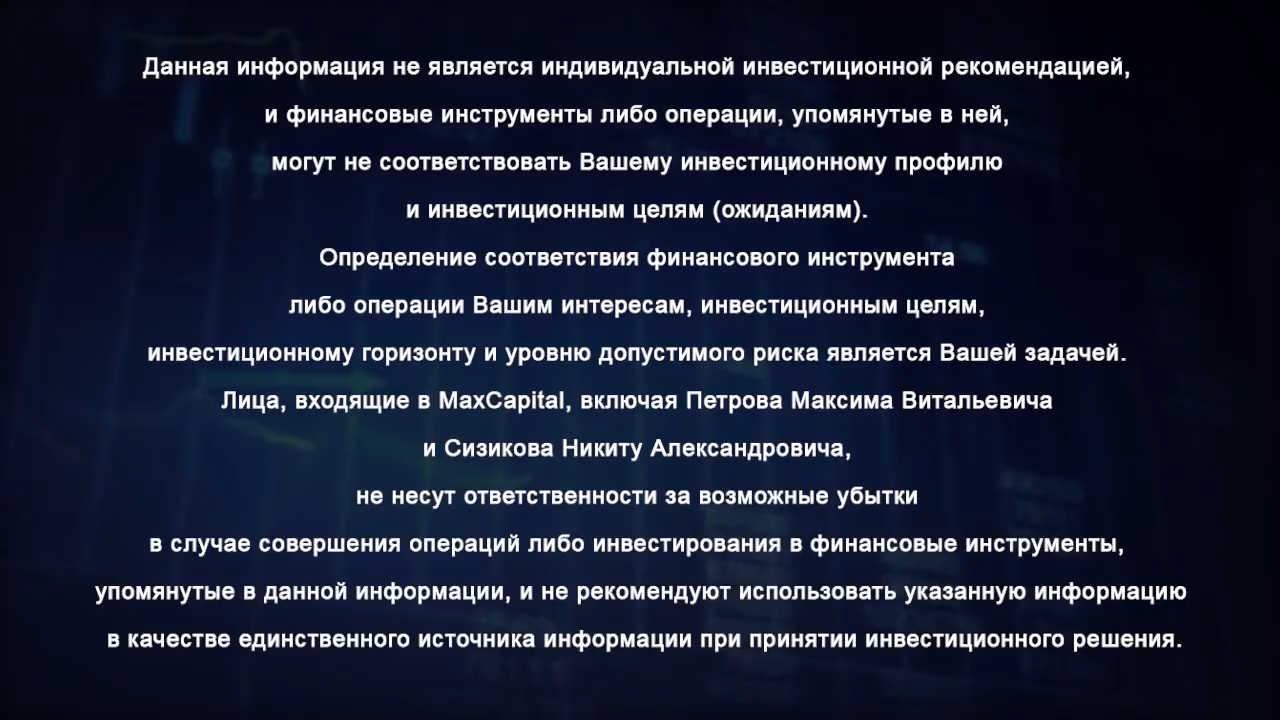 Данная информация не является индивидуальной инвестиционной рекомендацией,
и финансовые инструменты либо операции, упомянутые в ней,
могут не соответствовать Вашему инвестиционному профилю
и инвестиционным целям (ожиданиям).
Определение соответствия финансового инструмента
либо операции Вашим интересам, инвестиционным целям,
инвестиционному горизонту и уровню допустимого риска является Вашей задачей.
Лица, входящие в MaxCapital, включая Петрова Максима Витальевича
и Сизикова Никиту Александровича,
не несут ответственности за возможные убытки
в случае совершения операций либо инвестирования в финансовые инструменты,
упомянутые в данной информации, и не рекомендуют использовать указанную информацию
в качестве единственного источника информации при принятии инвестиционного решения.